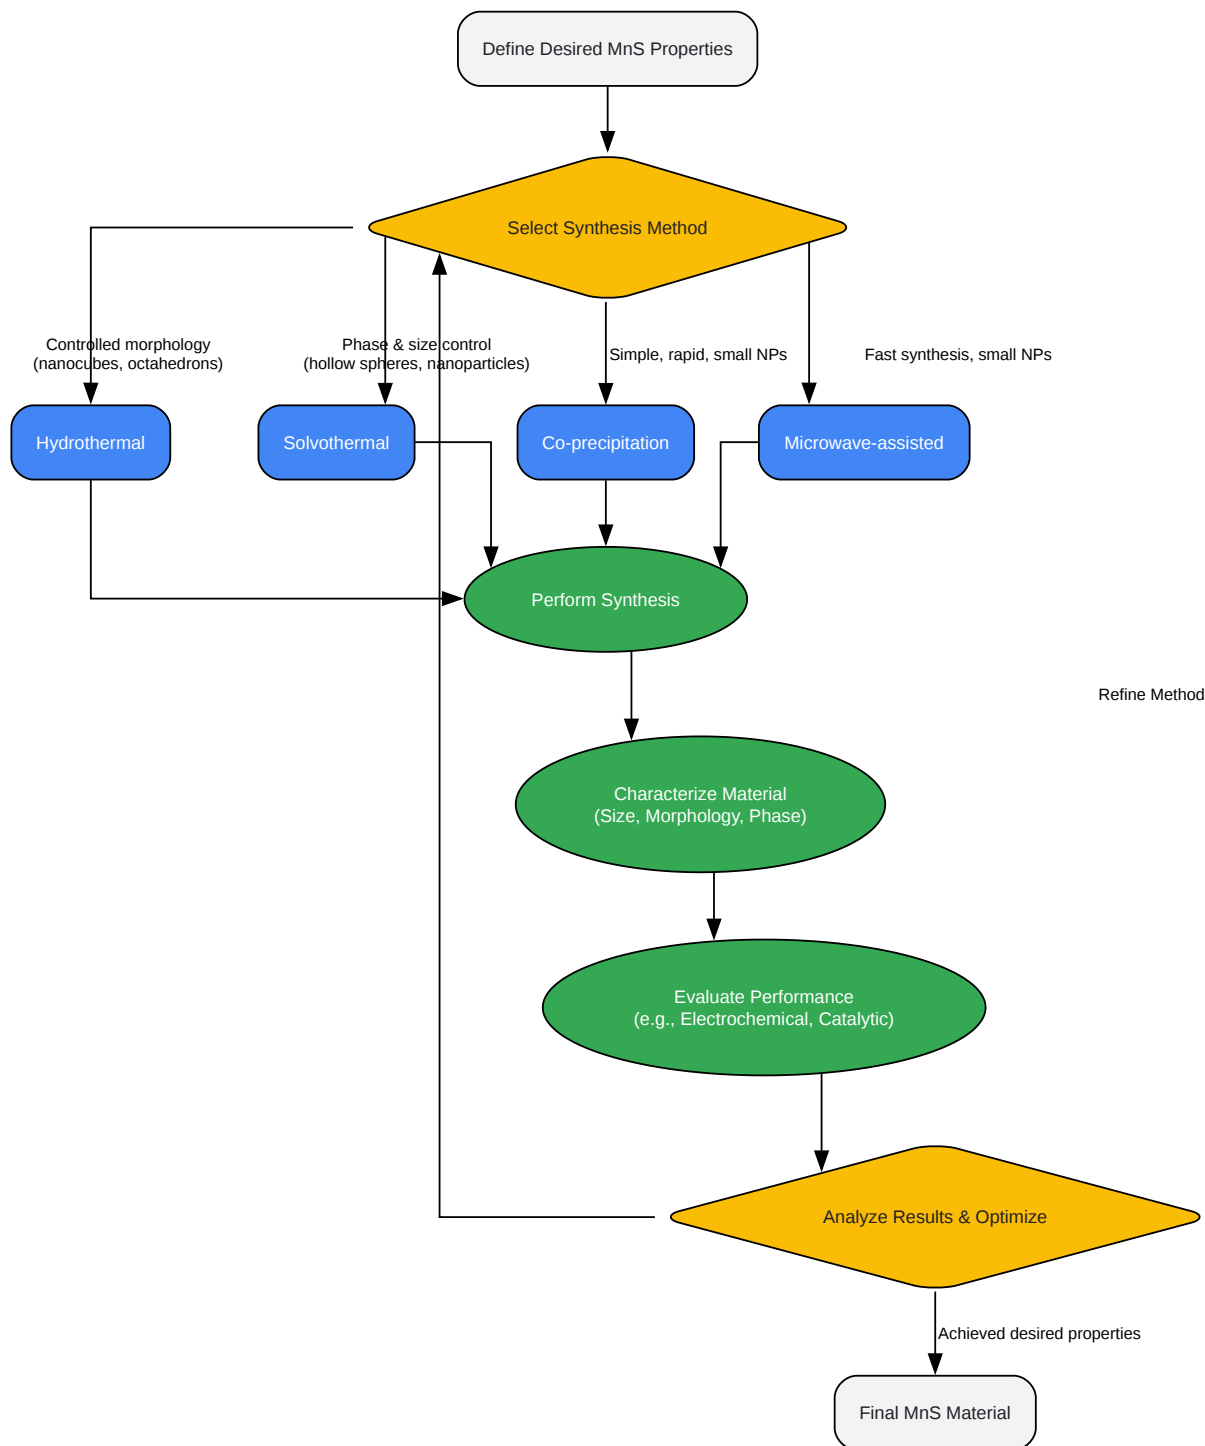 Define Desired MnS Properties
Select Synthesis Method
Controlled morphology
(nanocubes, octahedrons)
Phase & size control
(hollow spheres, nanoparticles)
Simple, rapid, small NPs
Fast synthesis, small NPs
Hydrothermal
Solvothermal
Co-precipitation
Microwave-assisted
Perform Synthesis
Refine Method
Characterize Material
(Size, Morphology, Phase)
Evaluate Performance
(e.g., Electrochemical, Catalytic)
Analyze Results & Optimize
Achieved desired properties
Final MnS Material